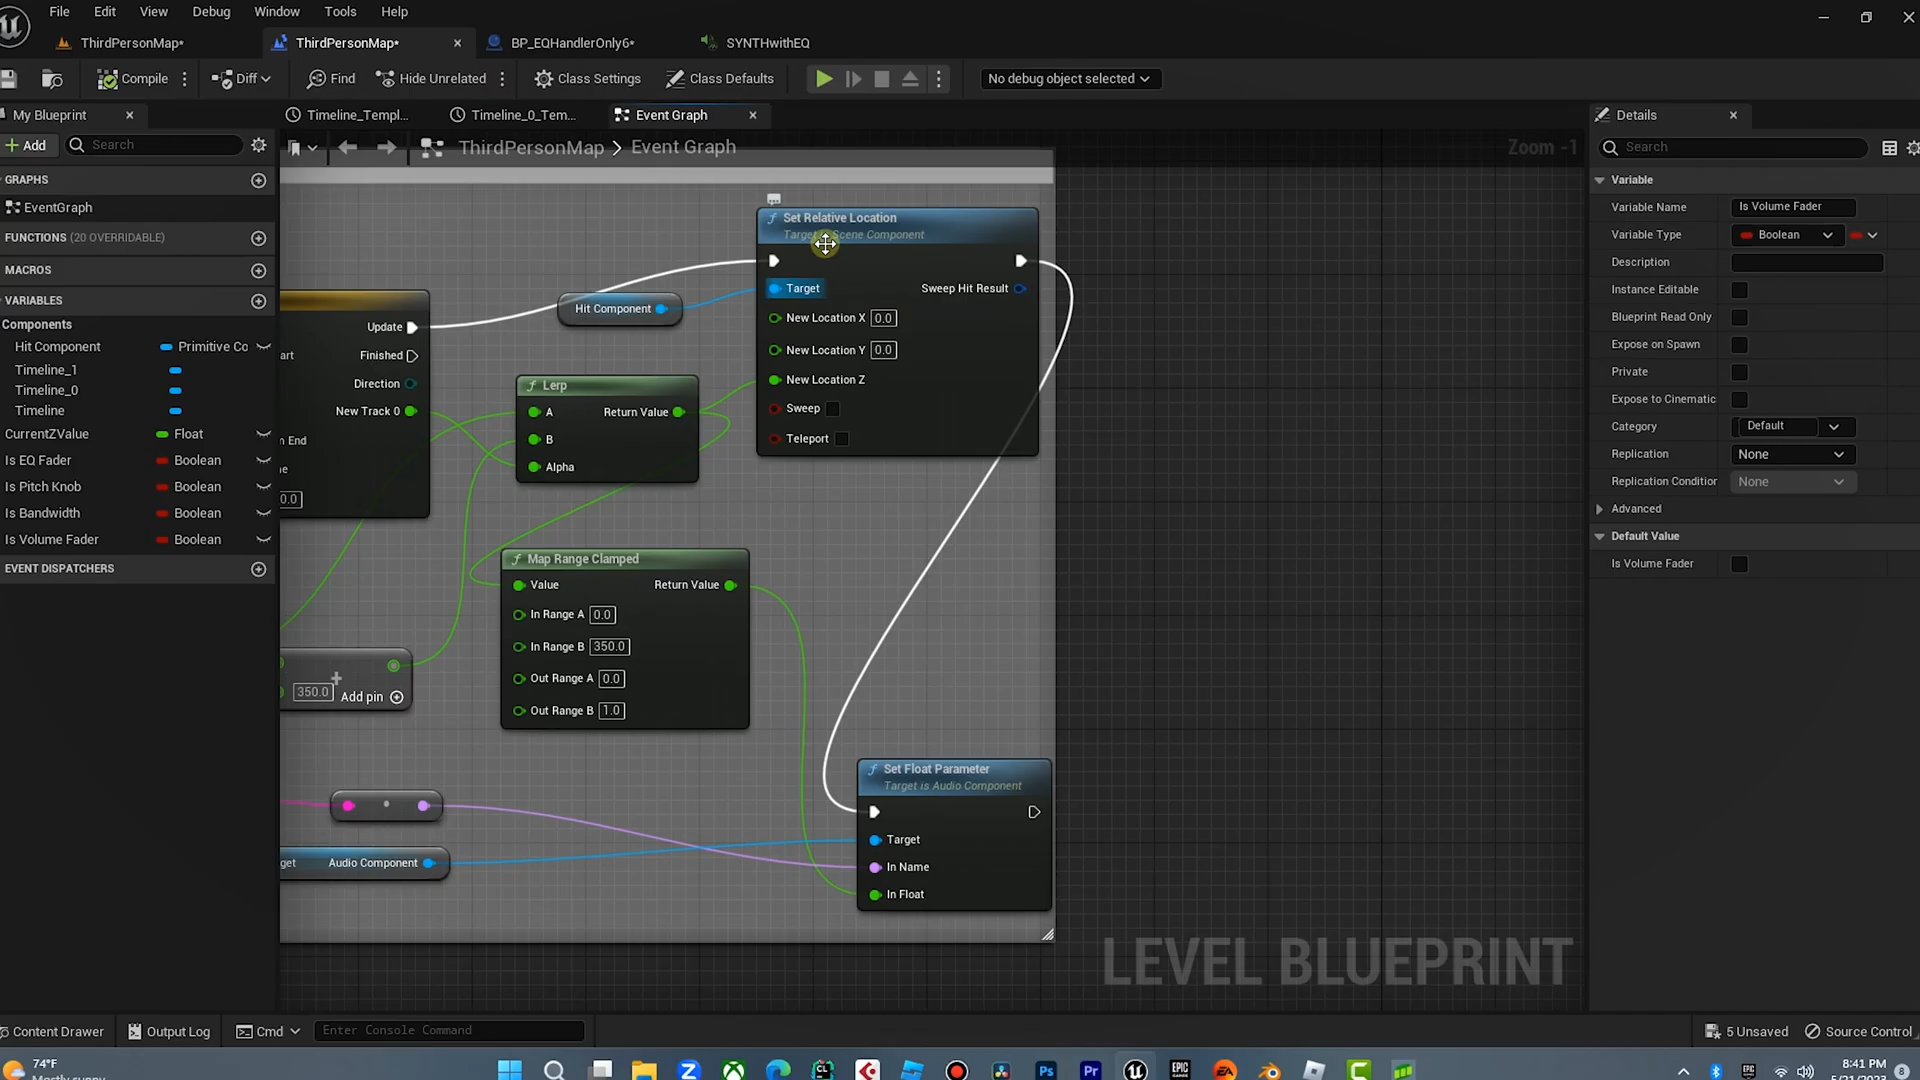 File Edit View Debug Window Tools Help
ThirdPersonMap* ThirdPersonMap* BP_EQHandlerOnly6* SYNTHwithEQ
Compile Diff Find Hide Unrelated Class Settings Class Defaults No debug object selected
My Blueprint Timeline_Templ... Timeline_0_Tem... Event Graph Details
Add Search ThirdPersonMap > Event Graph Zoom -1 Search
GRAPHS
EventGraph
FUNCTIONS (20 OVERRIDABLE)
MACROS
VARIABLES
Components
Hit Component Primitive Co
Timeline_1
Timeline_0
Timeline
CurrentZValue Float
Is EQ Fader Boolean
Is Pitch Knob Boolean
Is Bandwidth Boolean
Is Volume Fader Boolean
EVENT DISPATCHERS
Update
Finished
Direction
New Track 0
0.0
350.0
Add pin
Hit Component
Lerp
A Return Value
B
Alpha
Set Relative Location
Scene Component
Target Sweep Hit Result
New Location X 0.0
New Location Y 0.0
New Location Z
Sweep
Teleport
Map Range Clamped
Value Return Value
In Range A 0.0
In Range B 350.0
Out Range A 0.0
Out Range B 1.0
Audio Component
Set Float Parameter
Target is Audio Component
Target
In Name
In Float
LEVEL BLUEPRINT
Variable
Variable Name Is Volume Fader
Variable Type Boolean
Description
Instance Editable
Blueprint Read Only
Expose on Spawn
Private
Expose to Cinematic
Category Default
Replication None
Replication Condition None
Advanced
Default Value
Is Volume Fader
Content Drawer Output Log Cmd Enter Console Command 5 Unsaved Source Control
74°F
Mostly sunny
8:41 PM